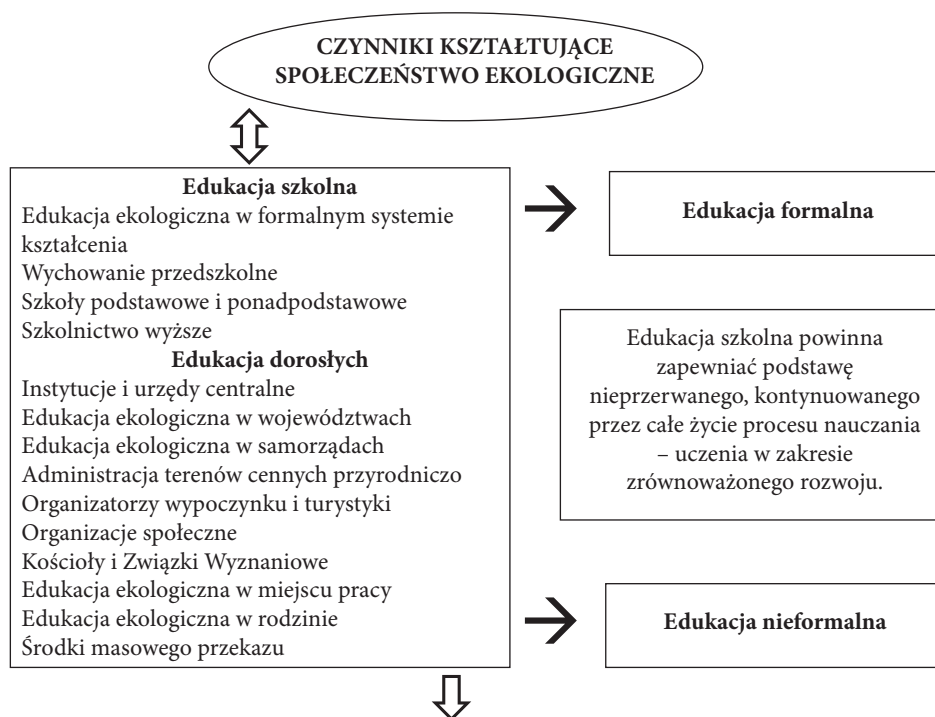 CZYNNIKI KSZTAŁTUJĄCE
SPOŁECZEŃSTWO EKOLOGICZNE
Edukacja szkolna
Edukacja ekologiczna w formalnym systemie
kształcenia
Wychowanie przedszkolne
Szkoły podstawowe i ponadpodstawowe
Szkolnictwo wyższe
Edukacja dorosłych
Instytucje i urzędy centralne
Edukacja ekologiczna w województwach
Edukacja ekologiczna w samorządach
Administracja terenów cennych przyrodniczo
Organizatorzy wypoczynku i turystyki
Organizacje społeczne
Kościoły i Związki Wyznaniowe
Edukacja ekologiczna w miejscu pracy
Edukacja ekologiczna w rodzinie
Środki masowego przekazu
Edukacja formalna
Edukacja szkolna powinna
zapewniać podstawę
nieprzerwanego, kontynuowanego
przez całe życie procesu nauczania
– uczenia w zakresie
zrównoważonego rozwoju.
Edukacja nieformalna